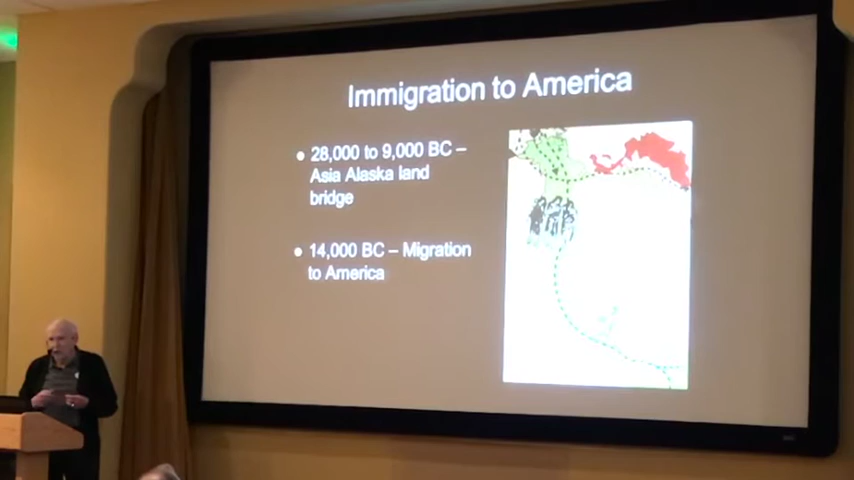 Immigration to America
• 28,000 to 9,000 BC –
Asia Alaska land
bridge
• 14,000 BC – Migration
to America